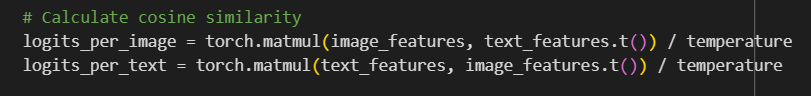 # Calculate cosine similarity
logits_per_image = torch.matmul(image_features, text_features.t()) / temperature
logits_per_text = torch.matmul(text_features, image_features.t()) / temperature